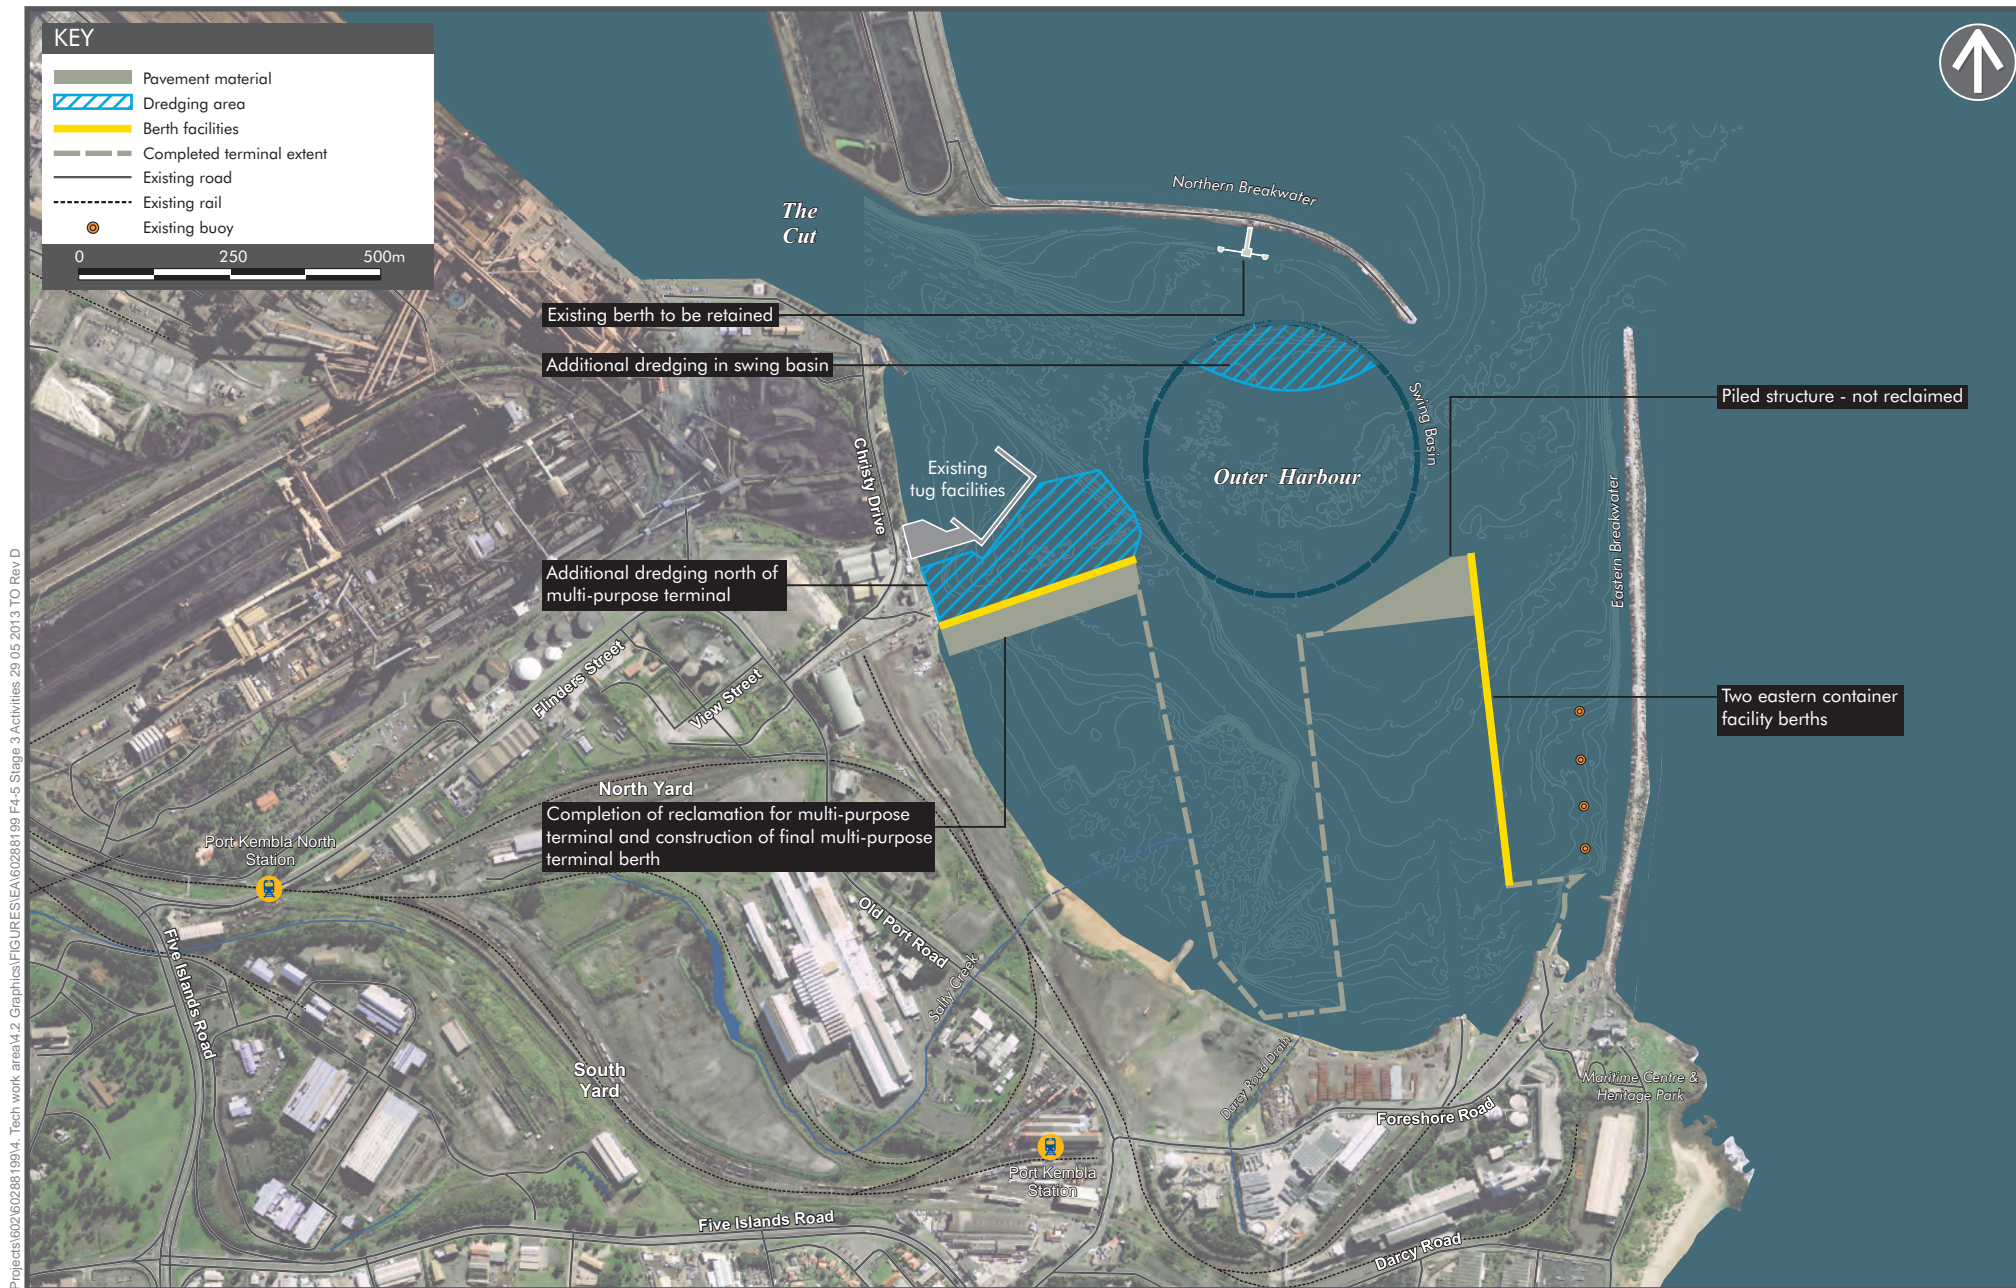 KEY
Pavement material
Dredging area
Berth facilities
Completed terminal extent
Existing road
Existing rail
Existing buoy
0 250 500m
The
Cut
Northern Breakwater
Existing berth to be retained
Additional dredging in swing basin
Swing Basin
Piled structure - not reclaimed
Christy Drive
Existing
tug facilities
Outer Harbour
Eastern Breakwater
Additional dredging north of
multi-purpose terminal
Flinders Street
View Street
Two eastern container
facility berths
North Yard
Completion of reclamation for multi-purpose
terminal and construction of final multi-purpose
terminal berth
Port Kembla North
Station
Old Port Road
Five Islands Road
Salty Creek
South
Yard
Darcy Road Drain
Maritime Centre &
Heritage Park
Foreshore Road
Port Kembla
Station
Five Islands Road
Darcy Road
Projects\602\60288199\4. Tech work area\4.2 Graphics\FIGURES\EA\60288199 F4-5 Stage 3 Activities 29 05 2013 TO Rev D